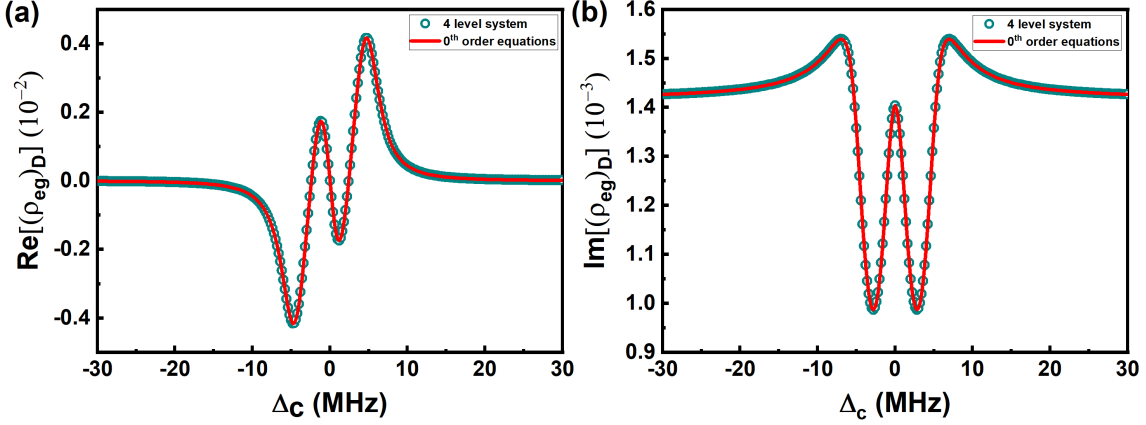 (a)
4 level system
0th order equations
Re[(ρeg)D] (10⁻²)
0.4
0.2
0.0
-0.2
-0.4
-30 -20 -10 0 10 20 30
ΔC (MHz)
(b)
4 level system
0th order equations
Im[(ρeg)D] (10⁻³)
1.6
1.5
1.4
1.3
1.2
1.1
1.0
0.9
-30 -20 -10 0 10 20 30
Δc (MHz)